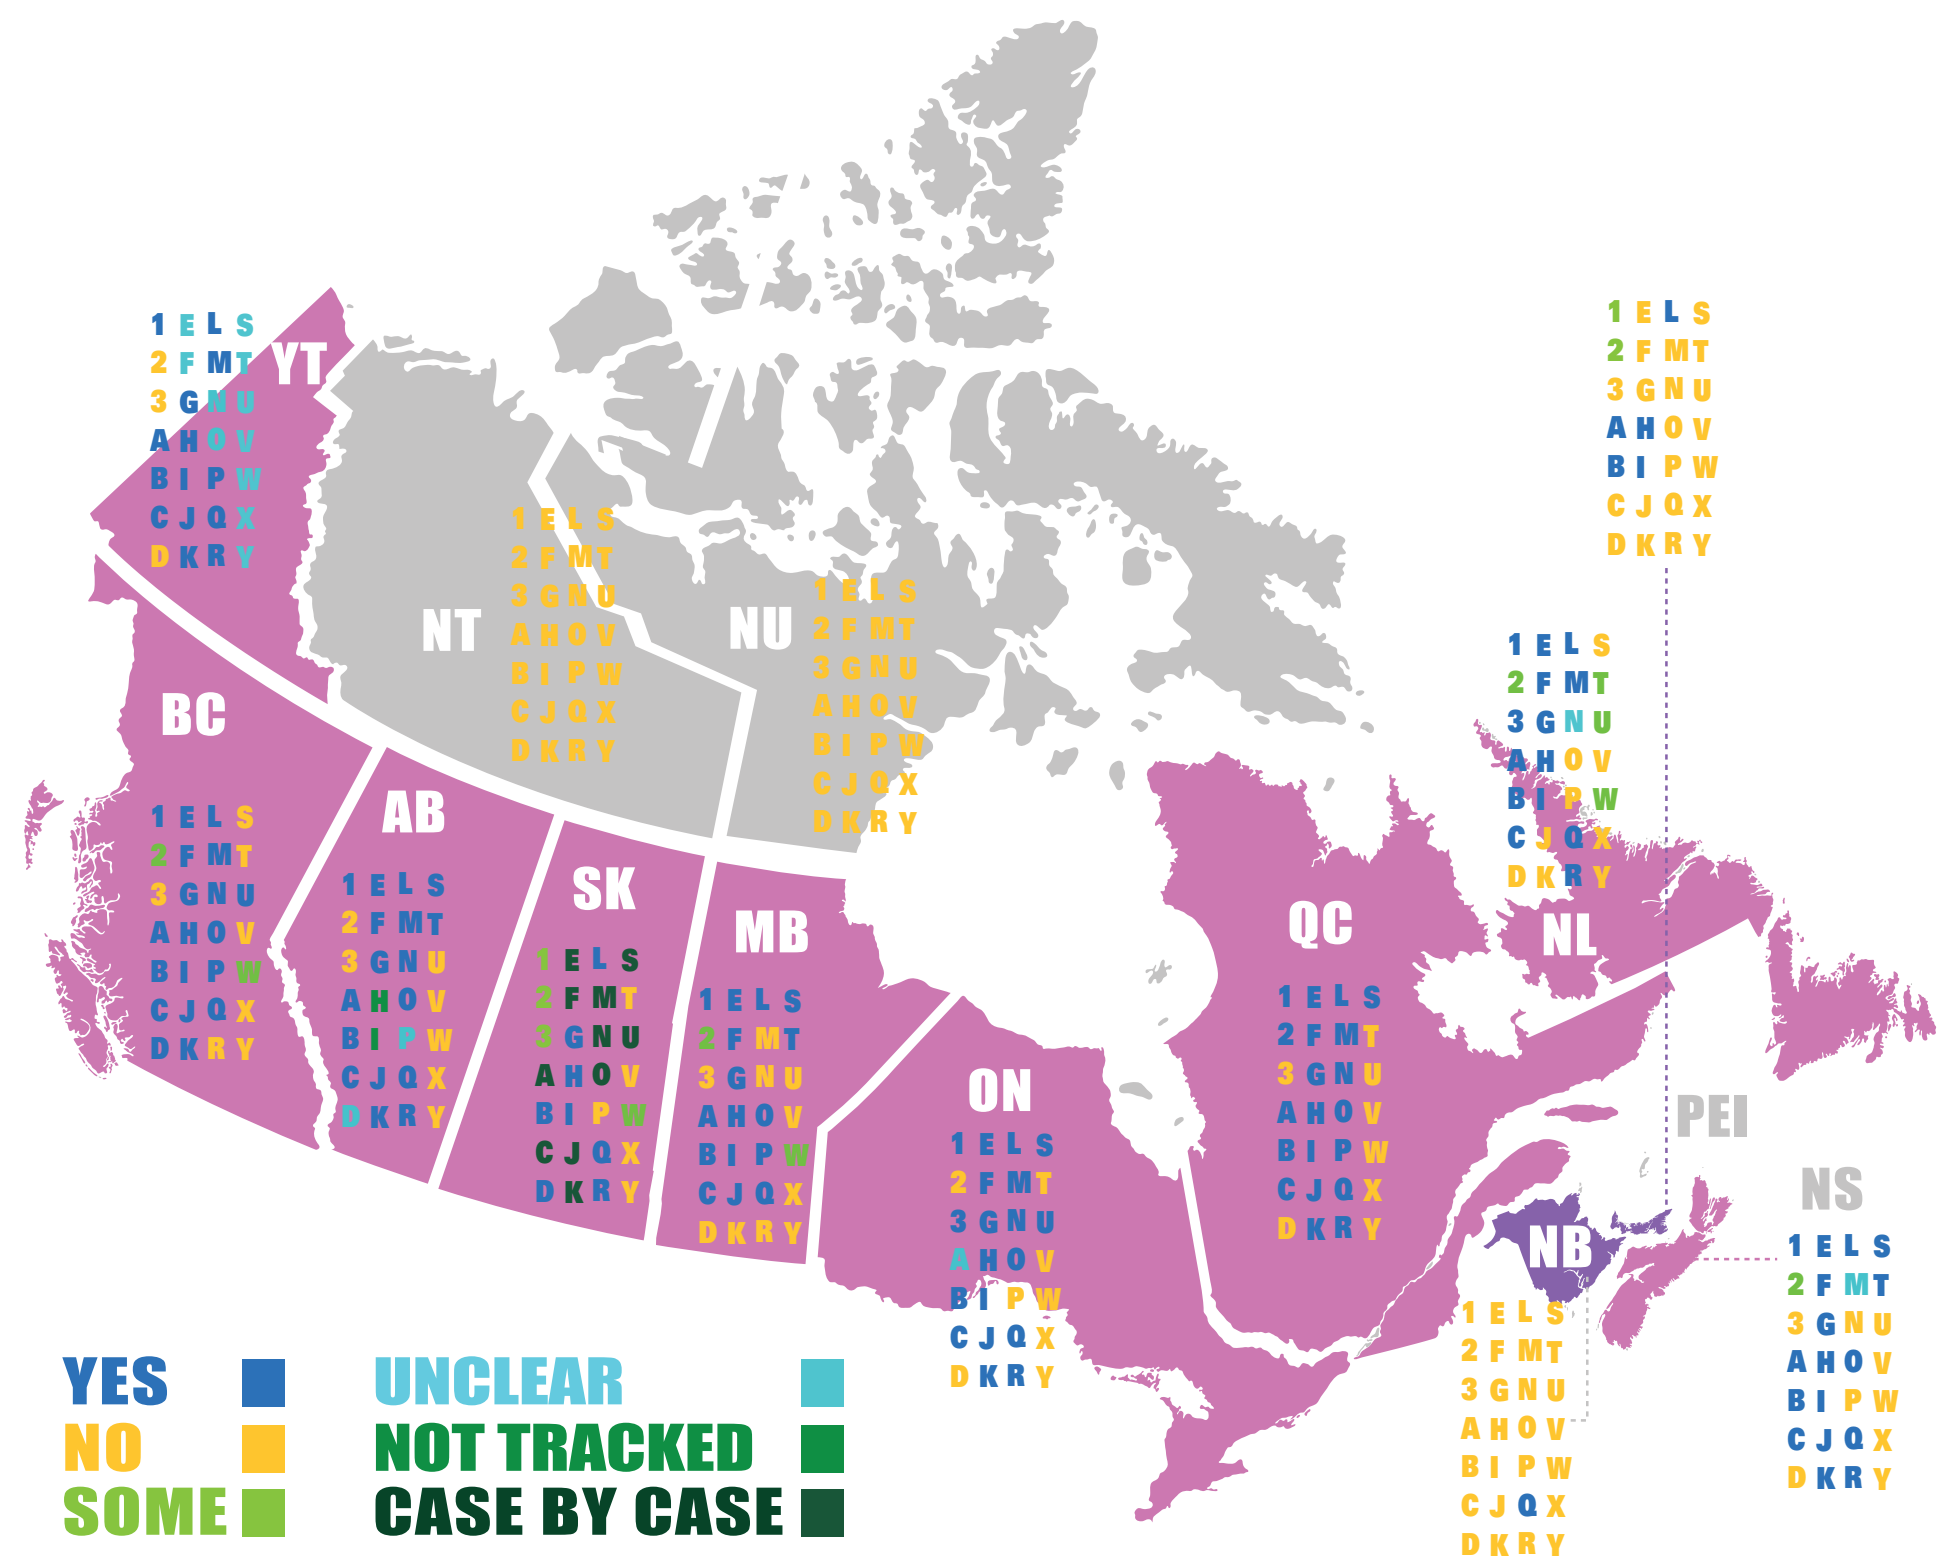 YT
1 E L S
2 F M T
3 G N U
A H O V
B I P W
C J Q X
D K R Y
NT
1 E L S
2 F M T
3 G N U
A H O V
B I P W
C J Q X
D K R Y
NU
1 E L S
2 F M T
3 G N U
A H O V
B I P W
C J Q X
D K R Y
BC
1 E L S
2 F M T
3 G N U
A H O V
B I P W
C J Q X
D K R Y
AB
1 E L S
2 F M T
3 G N U
A H O V
B I P W
C J Q X
D K R Y
SK
1 E L S
2 F M T
3 G N U
A H O V
B I P W
C J Q X
D K R Y
MB
1 E L S
2 F M T
3 G N U
A H O V
B I P W
C J Q X
D K R Y
ON
1 E L S
2 F M T
3 G N U
A H O V
B I P W
C J Q X
D K R Y
QC
1 E L S
2 F M T
3 G N U
A H O V
B I P W
C J Q X
D K R Y
1 E L S
2 F M T
3 G N U
A H O V
B I P W
C J Q X
D K R Y
NL
1 E L S
2 F M T
3 G N U
A H O V
B I P W
C J Q X
D K R Y
PEI
NS
1 E L S
2 F M T
3 G N U
A H O V
B I P W
C J Q X
D K R Y
NB
1 E L S
2 F M T
3 G N U
A H O V
B I P W
C J Q X
D K R Y
YES
NO
SOME
UNCLEAR
NOT TRACKED
CASE BY CASE